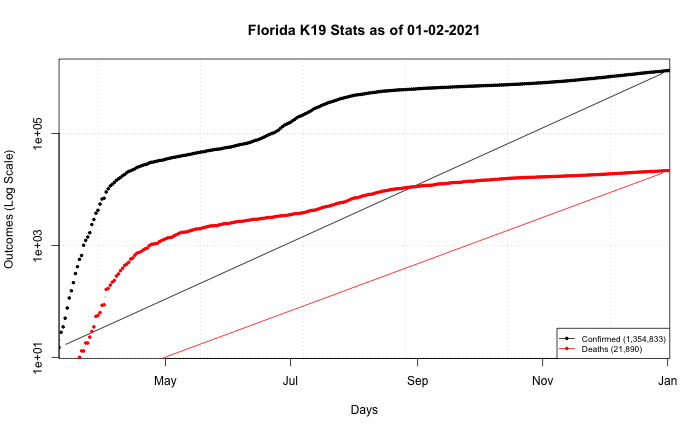 Florida K19 Stats as of 01-02-2021
Outcomes (Log Scale)
1e+05
1e+03
1e+01
Confirmed (1,354,833)
Deaths (21,890)
May Jul Sep Nov Jan
Days